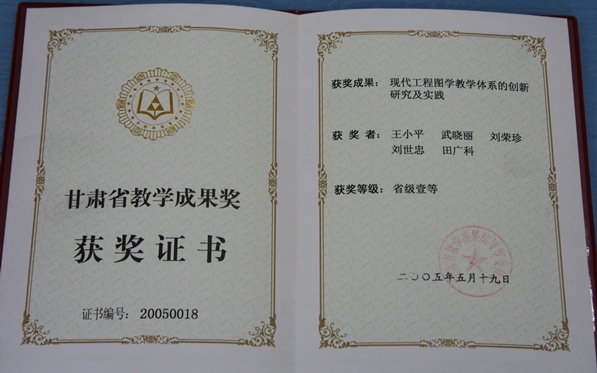 甘肃省教学成果奖
获奖证书
证书编号: 20050018
获奖成果: 现代工程图学教学体系的创新
研究及实践
获奖者: 王小平 武晓丽 刘荣珍
刘世忠 田广科
获奖等级: 省级壹等
二〇〇五年五月十九日